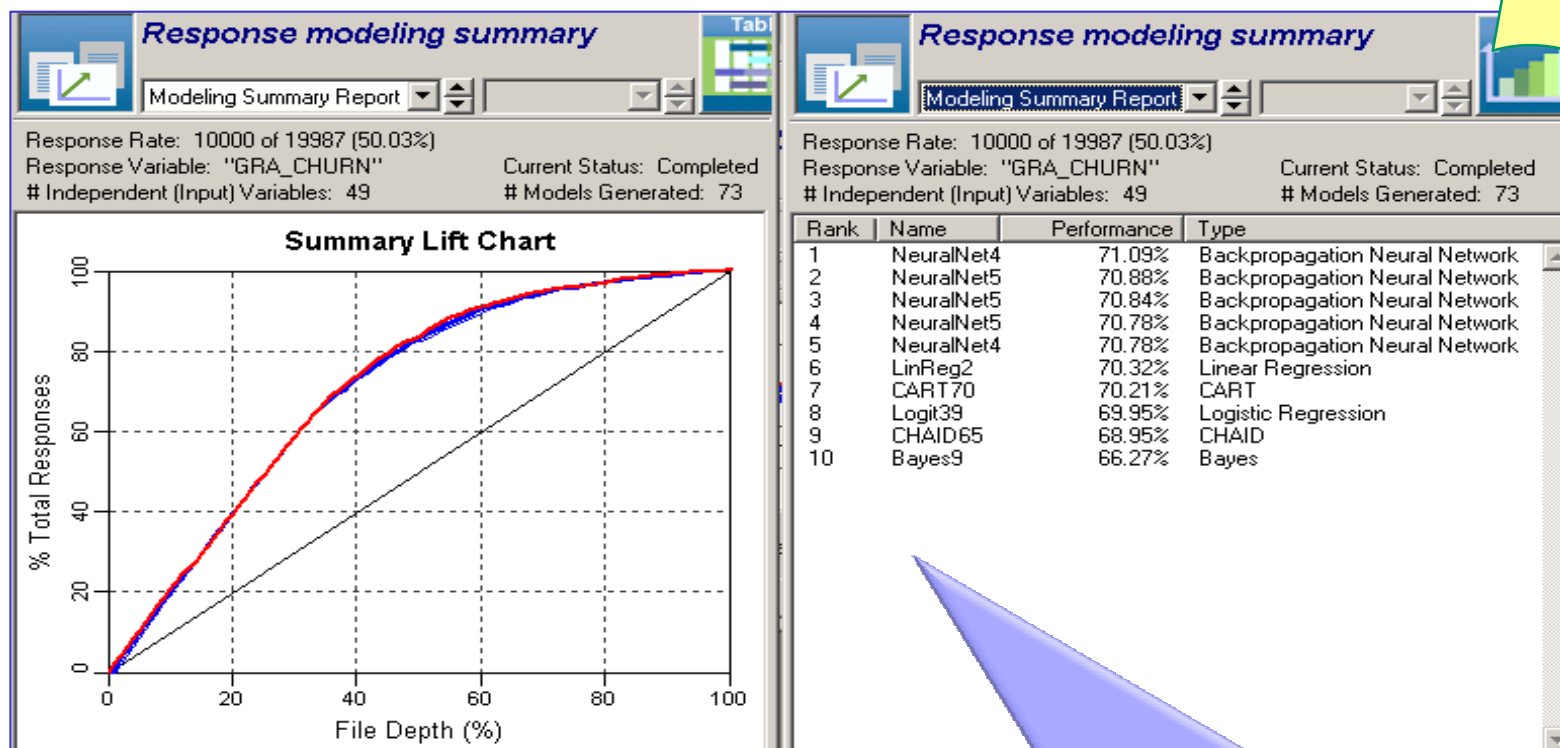 Response modeling summary
Modeling Summary Report
Response Rate: 10000 of 19987 (50.03%)
Response Variable: "GRA_CHURN" Current Status: Completed
# Independent (Input) Variables: 49 # Models Generated: 73
Summary Lift Chart
100
80
60
40
20
0
% Total Responses
0 20 40 60 80 100
File Depth (%)
Response modeling summary
Modeling Summary Report
Response Rate: 10000 of 19987 (50.03%)
Response Variable: "GRA_CHURN" Current Status: Completed
# Independent (Input) Variables: 49 # Models Generated: 73
Rank Name Performance Type
1 NeuralNet4 71.09% Backpropagation Neural Network
2 NeuralNet5 70.88% Backpropagation Neural Network
3 NeuralNet5 70.84% Backpropagation Neural Network
4 NeuralNet5 70.78% Backpropagation Neural Network
5 NeuralNet4 70.78% Backpropagation Neural Network
6 LinReg2 70.32% Linear Regression
7 CART70 70.21% CART
8 Logit39 69.95% Logistic Regression
9 CHAID65 68.95% CHAID
10 Bayes9 66.27% Bayes